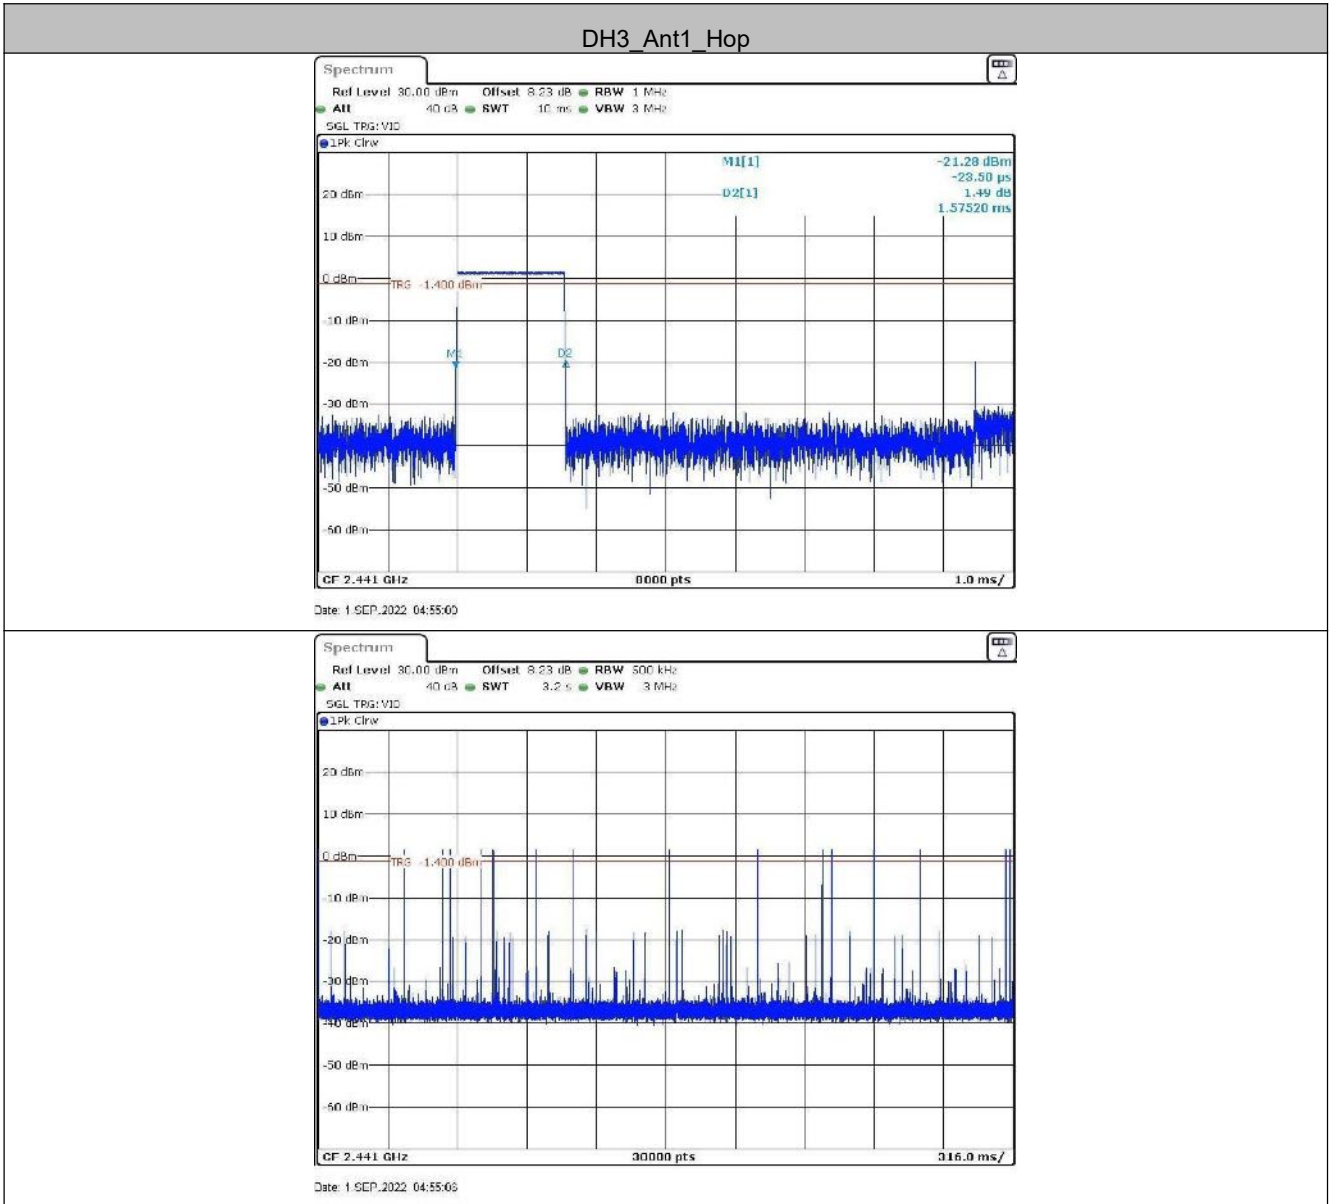 DH3_Ant1_Hop
Spectrum
Ref Level 30.00 dBm Offset 8.23 dB RBW 1 MHz
Att 40 dB SWT 10 ms VBW 3 MHz
SGL TRG: VID
1Pk Clrw
M1[1] -21.28 dBm
-23.50 µs
D2[1] 1.49 dB
1.57520 ms
20 dBm
10 dBm
0 dBm
TRG -1.400 dBm
-10 dBm
M1 D2
-20 dBm
-30 dBm
-50 dBm
-60 dBm
CF 2.441 GHz 8000 pts 1.0 ms/
Date: 1.SEP.2022 04:55:00
Spectrum
Ref Level 30.00 dBm Offset 8.23 dB RBW 500 kHz
Att 40 dB SWT 3.2 s VBW 3 MHz
SGL TRG: VID
1Pk Clrw
20 dBm
10 dBm
0 dBm
TRG -1.400 dBm
-10 dBm
-20 dBm
-30 dBm
-40 dBm
-50 dBm
-60 dBm
CF 2.441 GHz 30000 pts 316.0 ms/
Date: 1.SEP.2022 04:55:06